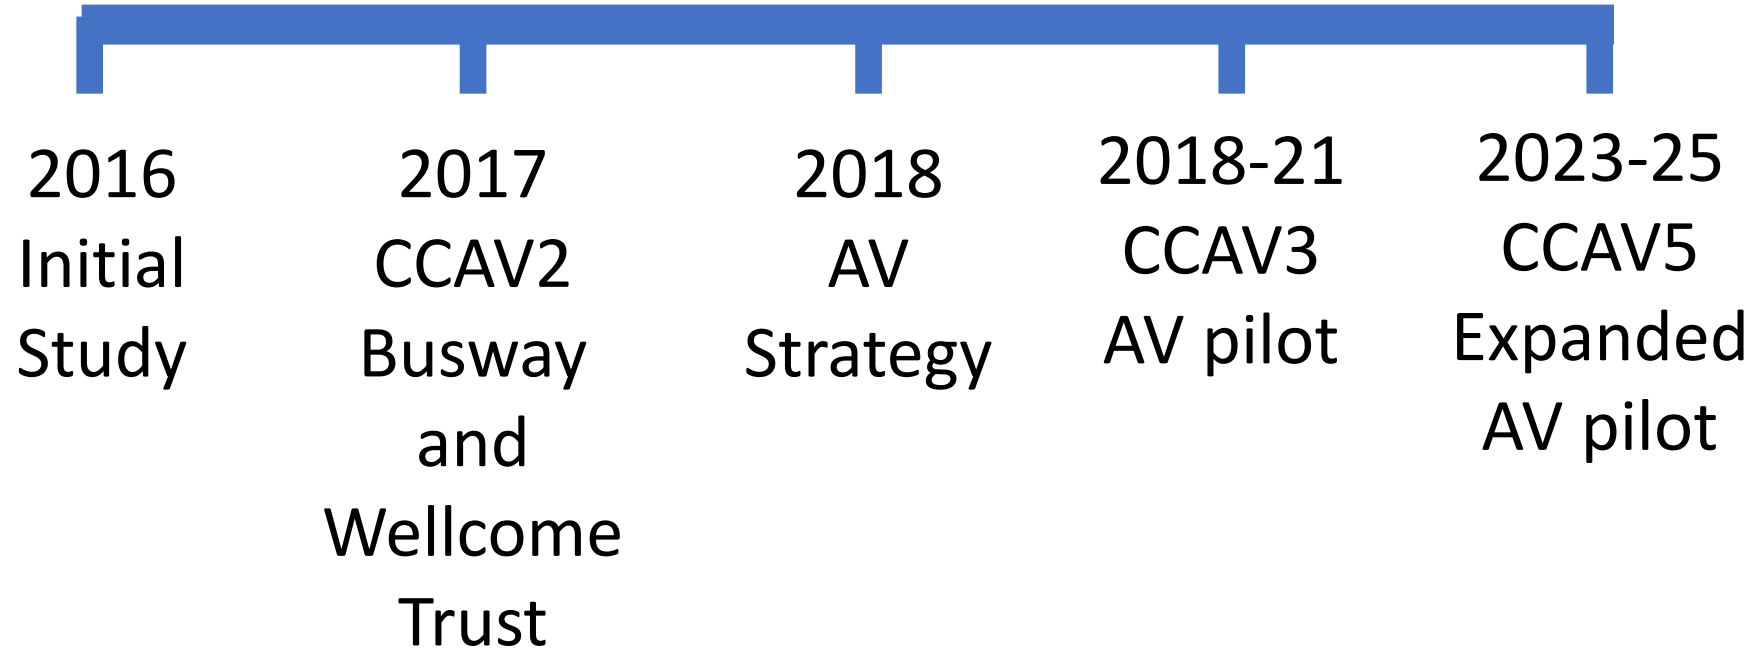 2016
Initial
Study
2017
CCAV2
Busway
and
Wellcome
Trust
2018
AV
Strategy
2018-21
CCAV3
AV pilot
2023-25
CCAV5
Expanded
AV pilot